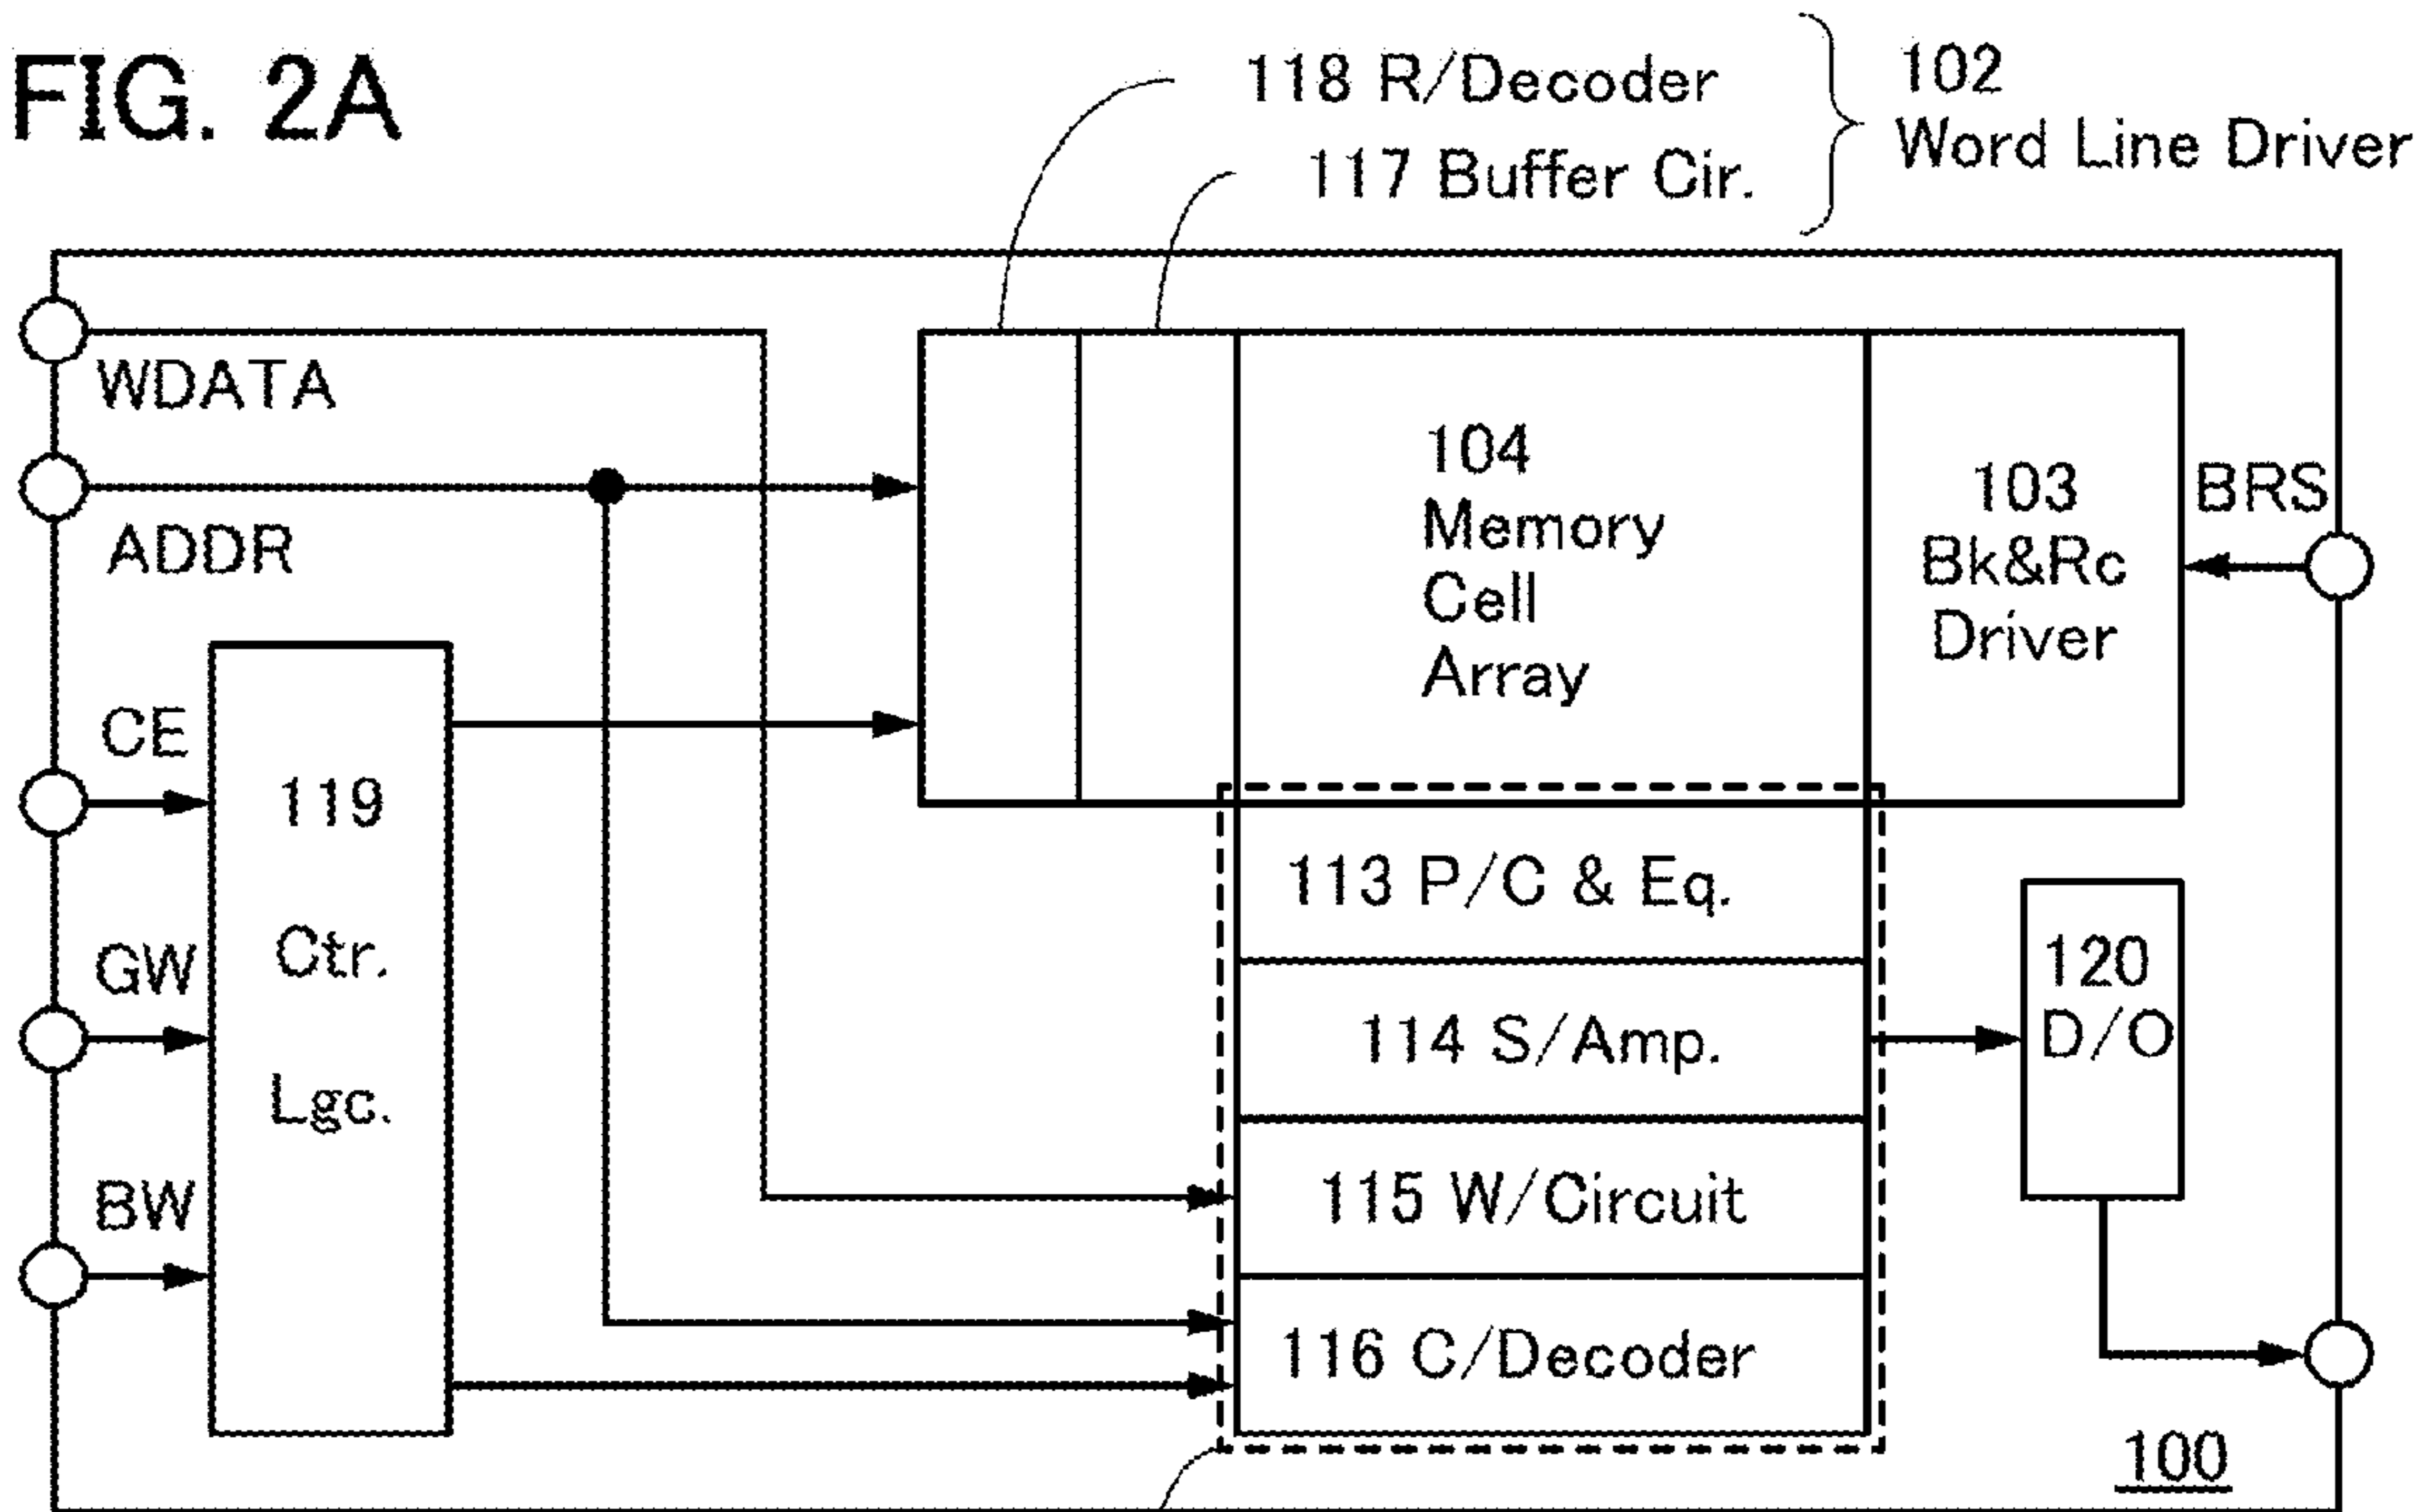 FIG. 2A
118 R/Decoder
117 Buffer Cir.
102
Word Line Driver
WDATA
ADDR
CE
GW
BW
119
Ctr.
Lgc.
104
Memory
Cell
Array
103
Bk&Rc
Driver
BRS
113 P/C & Eq.
114 S/Amp.
115 W/Circuit
116 C/Decoder
120
D/O
100